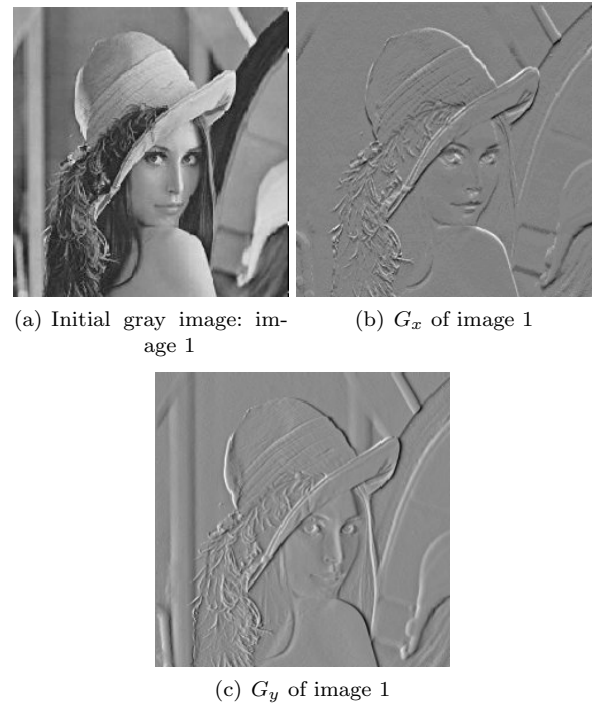 (a) Initial gray image: im-
age 1
(b) Gx of image 1
(c) Gy of image 1